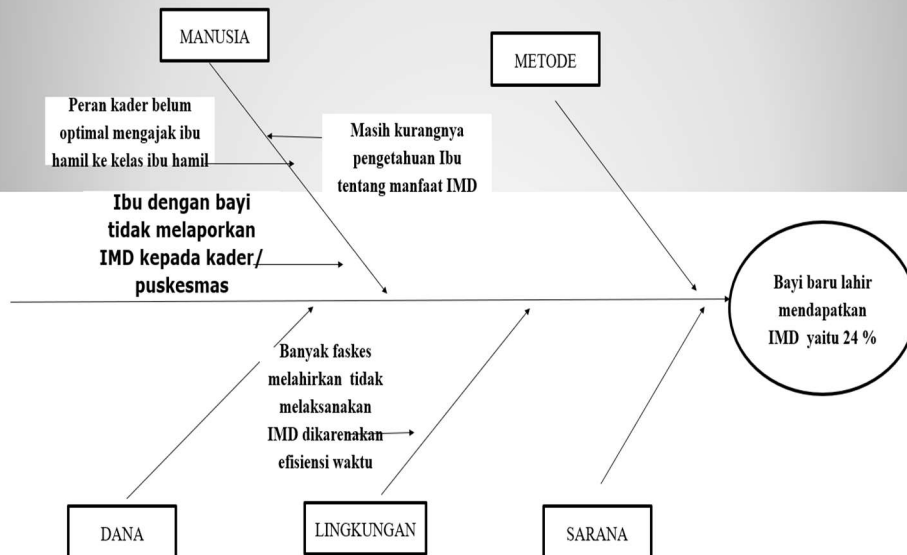 MANUSIA
METODE
Peran kader belum
optimal mengajak ibu
hamil ke kelas ibu hamil
Masih kurangnya
pengetahuan Ibu
tentang manfaat IMD
Ibu dengan bayi
tidak melaporkan
IMD kepada kader/
puskesmas
Bayi baru lahir
mendapatkan
IMD yaitu 24 %
Banyak faskes
melahirkan tidak
melaksanakan
IMD dikarenakan
efisiensi waktu
DANA
LINGKUNGAN
SARANA